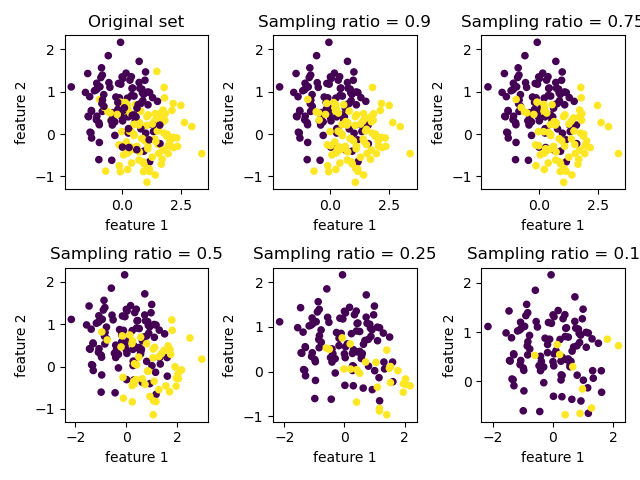 Original set
Sampling ratio = 0.9
Sampling ratio = 0.75
feature 2
2
1
0
−1
0.0
2.5
feature 1
feature 2
2
1
0
−1
0.0
2.5
feature 1
feature 2
2
1
0
−1
0.0
2.5
feature 1
Sampling ratio = 0.5
Sampling ratio = 0.25
Sampling ratio = 0.1
feature 2
2
1
0
−1
−2
0
2
feature 1
feature 2
2
1
0
−1
−2
0
2
feature 1
feature 2
2
1
0
−2
0
2
feature 1